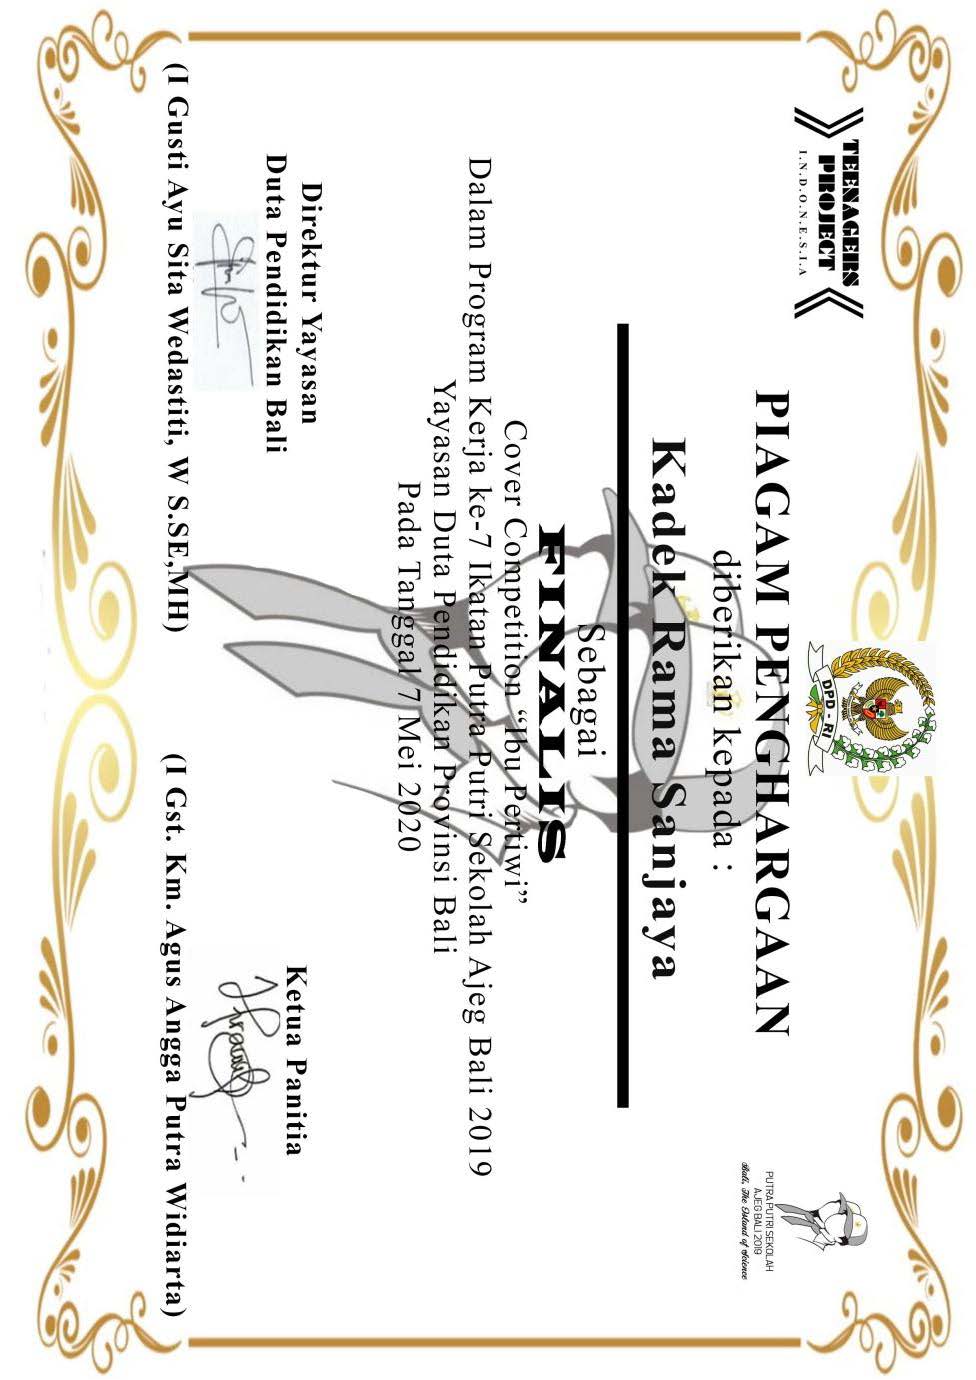 TEENAGERS
PROJECT
I.N.D.O.N.E.S.I.A
DPD - RI
PUTRA PUTRI SEKOLAH
AJEG BALI 2019
Bali, The Island of Science
PIAGAM PENGHARGAAN
diberikan kepada :
Kadek Rama Sanjaya
Sebagai
FINALIS
Cover Competition “Ibu Pertiwi”
Dalam Program Kerja ke-7 Ikatan Putra Putri Sekolah Ajeg Bali 2019
Yayasan Duta Pendidikan Provinsi Bali
Pada Tanggal 7 Mei 2020
Direktur Yayasan
Duta Pendidikan Bali
(I Gusti Ayu Sita Wedastiti, W S.SE,MH)
Ketua Panitia
(I Gst. Km. Agus Angga Putra Widiarta)